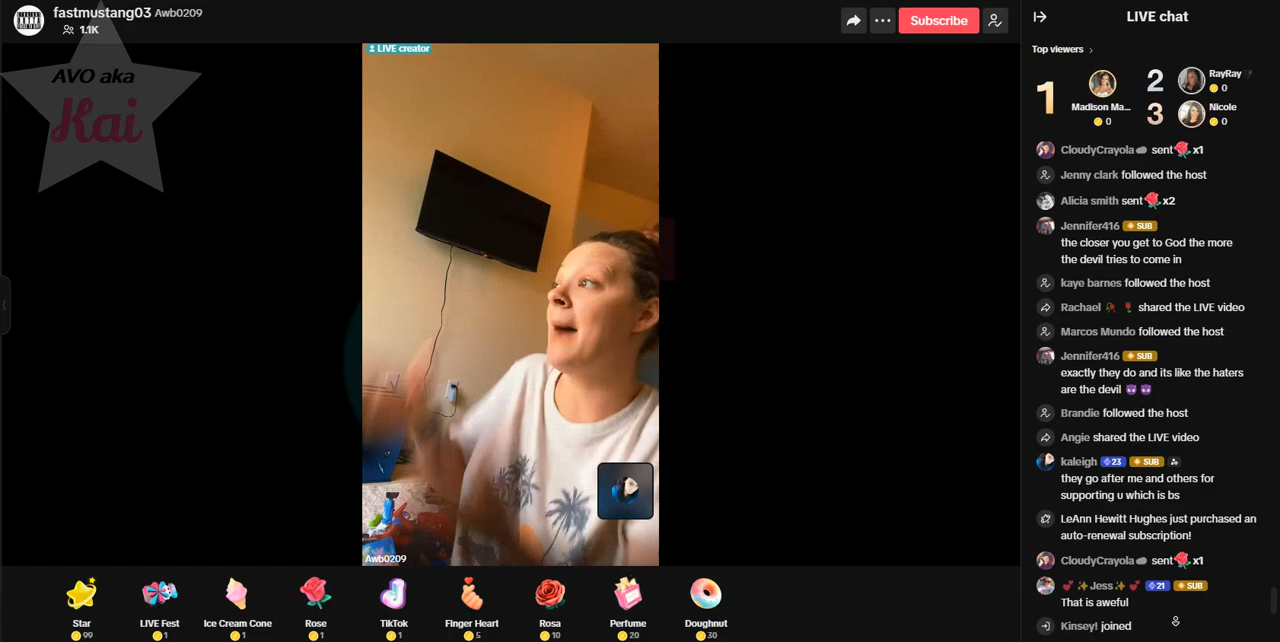 fastmustang03 Awb0209
1.1K
Subscribe
AVO aka
Kai
LIVE creator
Awb0209
Star
99
LIVE Fest
1
Ice Cream Cone
1
Rose
1
TikTok
1
Finger Heart
5
Rosa
10
Perfume
20
Doughnut
30
LIVE chat
Top viewers
1
Madison Ma...
0
2
RayRay
0
3
Nicole
0
CloudyCrayola sent x1
Jenny clark followed the host
Alicia smith sent x2
Jennifer416 SUB
the closer you get to God the more
the devil tries to come in
kaye barnes followed the host
Rachael shared the LIVE video
Marcos Mundo followed the host
Jennifer416 SUB
exactly they do and its like the haters
are the devil 😈 😈
Brandie followed the host
Angie shared the LIVE video
kaleigh 23 SUB
they go after me and others for
supporting u which is bs
LeAnn Hewitt Hughes just purchased an
auto-renewal subscription!
CloudyCrayola sent x1
💕 ✨Jess✨ 💕 21 SUB
That is aweful
Kinsey! joined